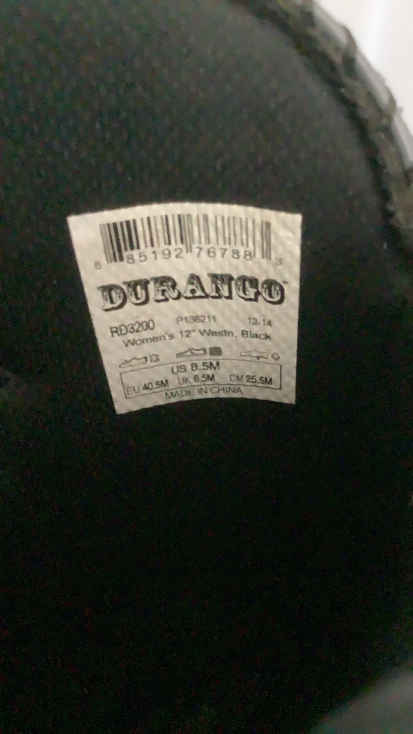 8 85192 76788 3
DURANGO
RD3200 P136211 13-14
Women's 12" Westn, Black
US 8.5M
EU 40.5M UK 6.5M CM 25.5M
MADE IN CHINA